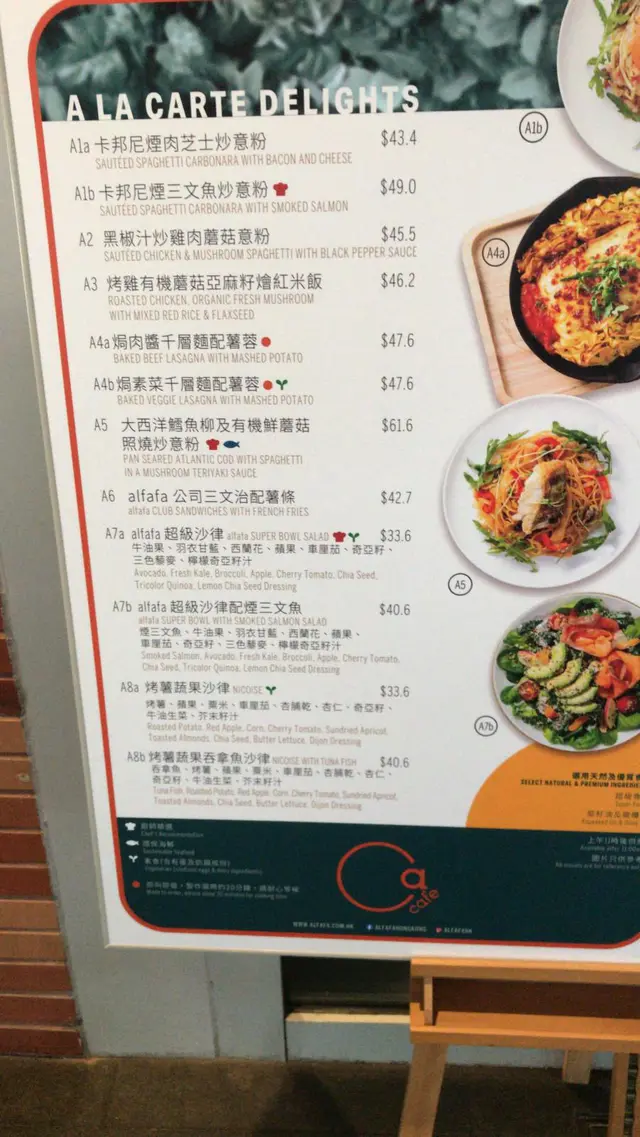 A LA CARTE DELIGHTS
A1b
A1a 卡邦尼煙肉芝士炒意粉 $43.4
SAUTÉED SPAGHETTI CARBONARA WITH BACON AND CHEESE
A1b 卡邦尼煙三文魚炒意粉 $49.0
SAUTÉED SPAGHETTI CARBONARA WITH SMOKED SALMON
A2 黑椒汁炒雞肉蘑菇意粉 $45.5
SAUTÉED CHICKEN & MUSHROOM SPAGHETTI WITH BLACK PEPPER SAUCE
A4a
A3 烤雞有機蘑菇亞麻籽燴紅米飯 $46.2
ROASTED CHICKEN, ORGANIC FRESH MUSHROOM
WITH MIXED RED RICE & FLAXSEED
A4a 焗肉醬千層麵配薯蓉 $47.6
BAKED BEEF LASAGNA WITH MASHED POTATO
A4b 焗素菜千層麵配薯蓉 $47.6
BAKED VEGGIE LASAGNA WITH MASHED POTATO
A5 大西洋鱈魚柳及有機鮮蘑菇 $61.6
照燒炒意粉
PAN SEARED ATLANTIC COD WITH SPAGHETTI
IN A MUSHROOM TERIYAKI SAUCE
A6 alfafa 公司三文治配薯條 $42.7
alfafa CLUB SANDWICHES WITH FRENCH FRIES
A7a alfafa 超級沙律 alfafa SUPER BOWL SALAD $33.6
牛油果、羽衣甘藍、西蘭花、蘋果、車厘茄、奇亞籽、
三色藜麥、檸檬奇亞籽汁
Avocado, Fresh Kale, Broccoli, Apple, Cherry Tomato, Chia Seed,
Tricolor Quinoa, Lemon Chia Seed Dressing
A5
A7b alfafa 超級沙律配煙三文魚 $40.6
alfafa SUPER BOWL WITH SMOKED SALMON SALAD
煙三文魚、牛油果、羽衣甘藍、西蘭花、蘋果、
車厘茄、奇亞籽、三色藜麥、檸檬奇亞籽汁
Smoked Salmon, Avocado, Fresh Kale, Broccoli, Apple, Cherry Tomato,
Chia Seed, Tricolor Quinoa, Lemon Chia Seed Dressing
A8a 烤薯蔬果沙律 NICOISE $33.6
烤薯、蘋果、粟米、車厘茄、杏脯乾、杏仁、奇亞籽、
牛油生菜、芥末籽汁
Roasted Potato, Red Apple, Corn, Cherry Tomato, Sundried Apricot,
Toasted Almonds, Chia Seed, Butter Lettuce, Dijon Dressing
A7b
A8b 烤薯蔬果吞拿魚沙律 NICOISE WITH TUNA FISH $40.6
吞拿魚、烤薯、蘋果、粟米、車厘茄、杏脯乾、杏仁、
奇亞籽、牛油生菜、芥末籽汁
Tuna Fish, Roasted Potato, Red Apple, Corn, Cherry Tomato, Sundried Apricot,
Toasted Almonds, Chia Seed, Butter Lettuce, Dijon Dressing
SELECT NATURAL & PREMIUM INGREDIE
廚師精選
Chef's Recommendation
環保海鮮
Sustainable Seafood
Ca
cafe
WWW.ALFAFA.COM.HK
ALFAFAHONGKONG
ALFAFAHK